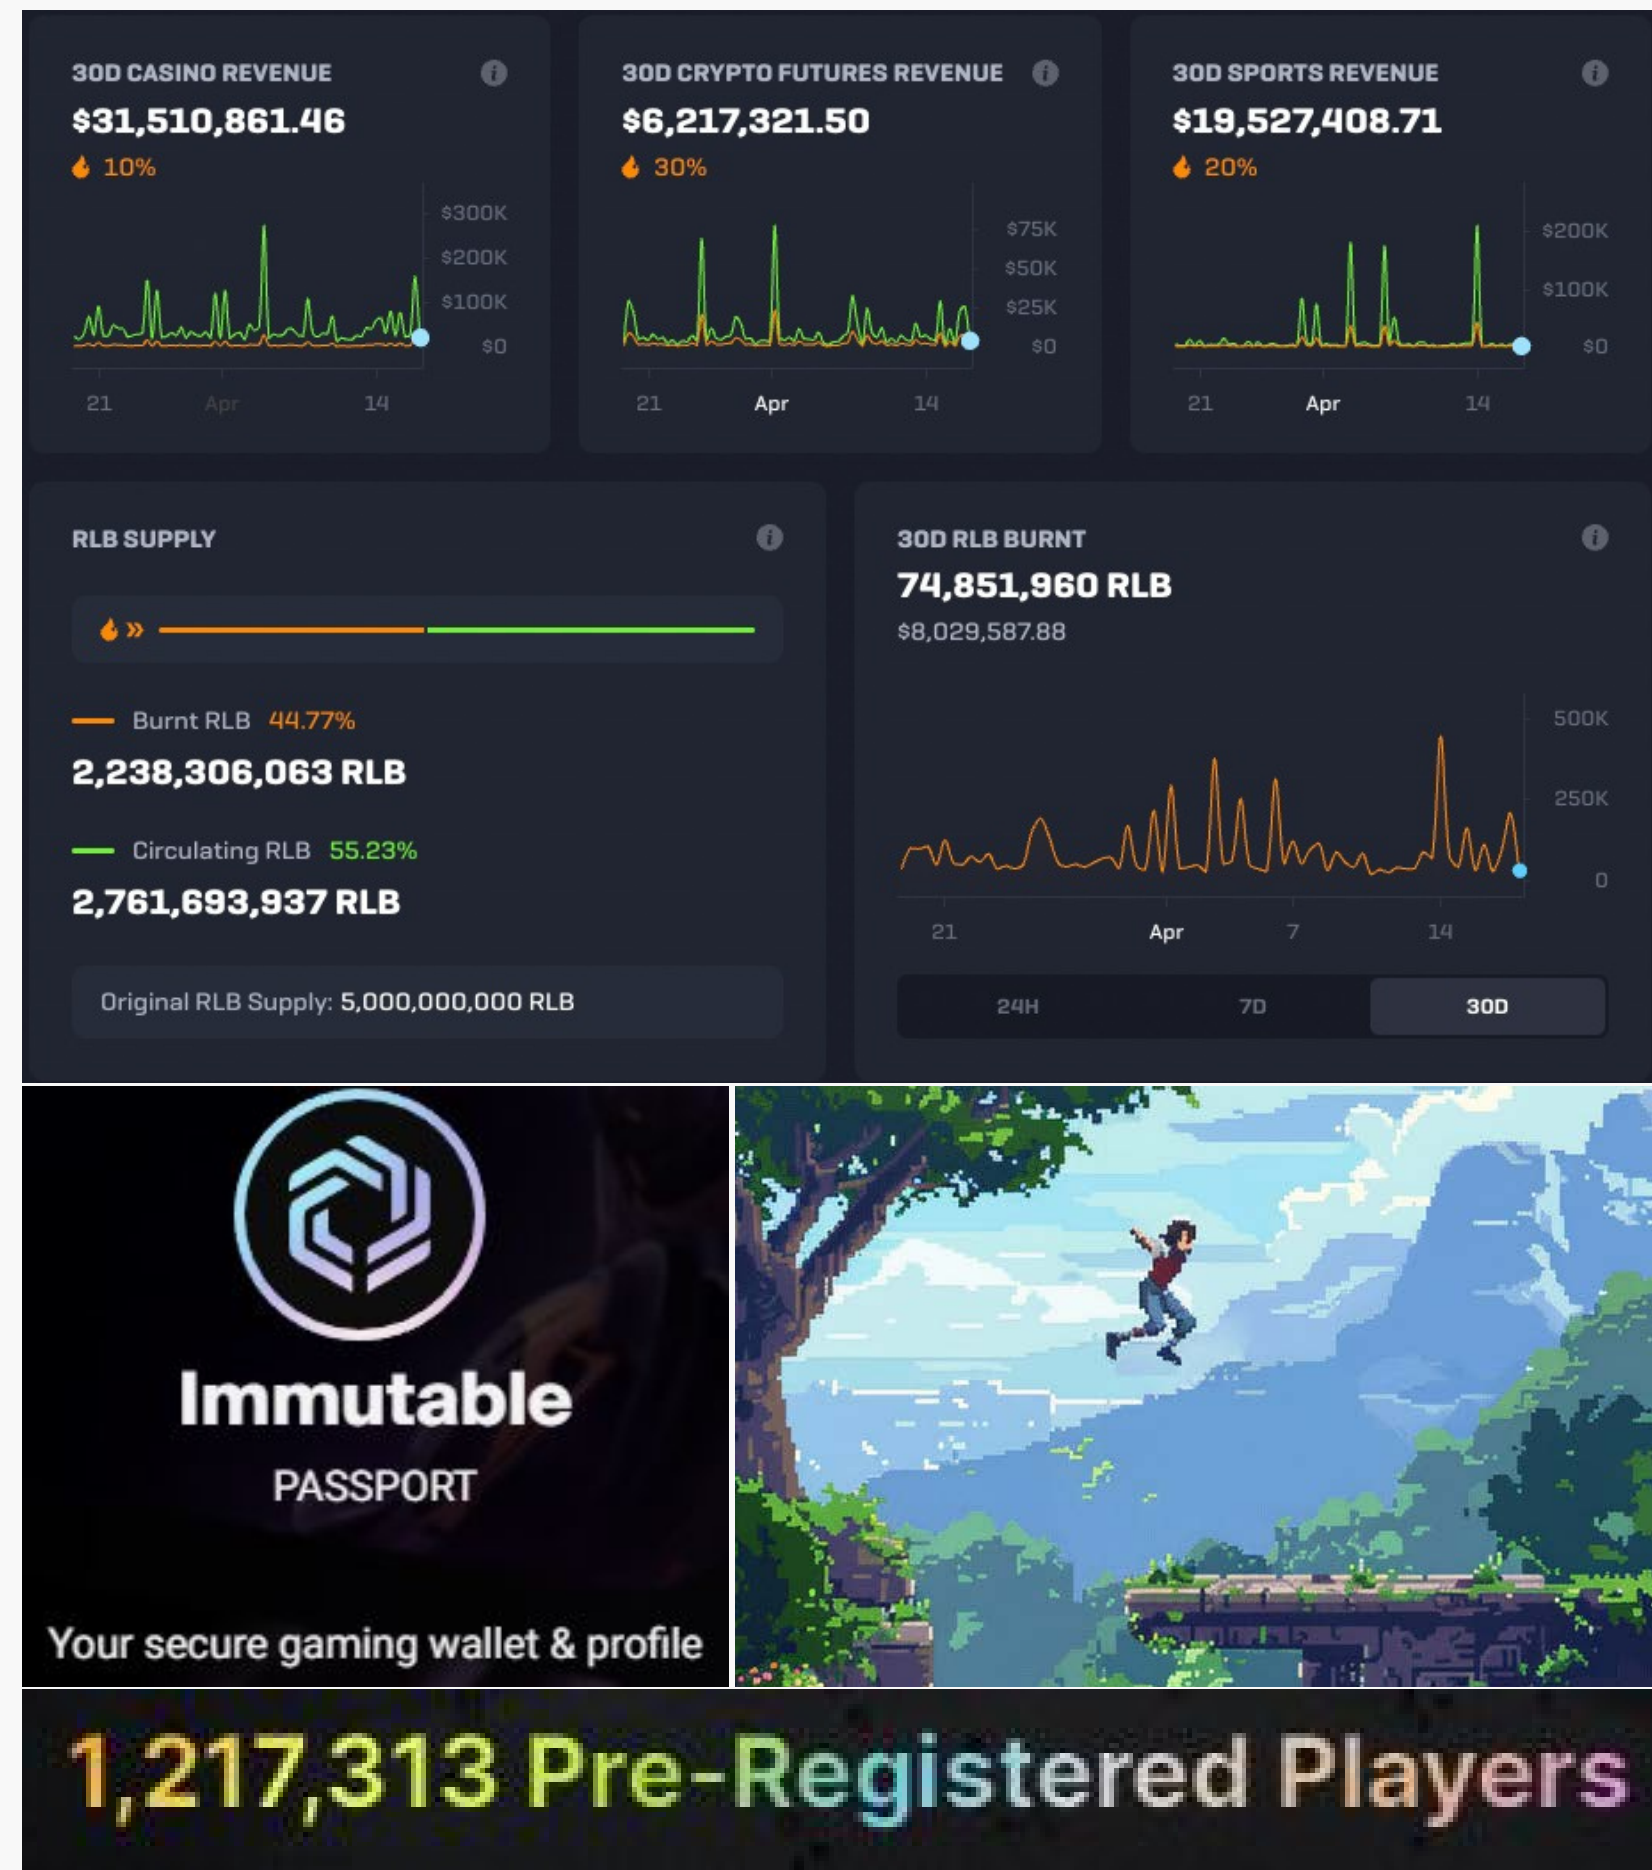 30D CASINO REVENUE
$31,510,861.46
10%
$300K
$200K
$100K
$0
21
Apr
14
30D CRYPTO FUTURES REVENUE
$6,217,321.50
30%
$75K
$50K
$25K
$0
21
Apr
14
30D SPORTS REVENUE
$19,527,408.71
20%
$200K
$100K
$0
21
Apr
14
RLB SUPPLY
Burnt RLB 44.77%
2,238,306,063 RLB
Circulating RLB 55.23%
2,761,693,937 RLB
Original RLB Supply: 5,000,000,000 RLB
30D RLB BURNT
74,851,960 RLB
$8,029,587.88
500K
250K
0
21
Apr
7
14
24H
7D
30D
Immutable
PASSPORT
Your secure gaming wallet & profile
1,217,313 Pre-Registered Players